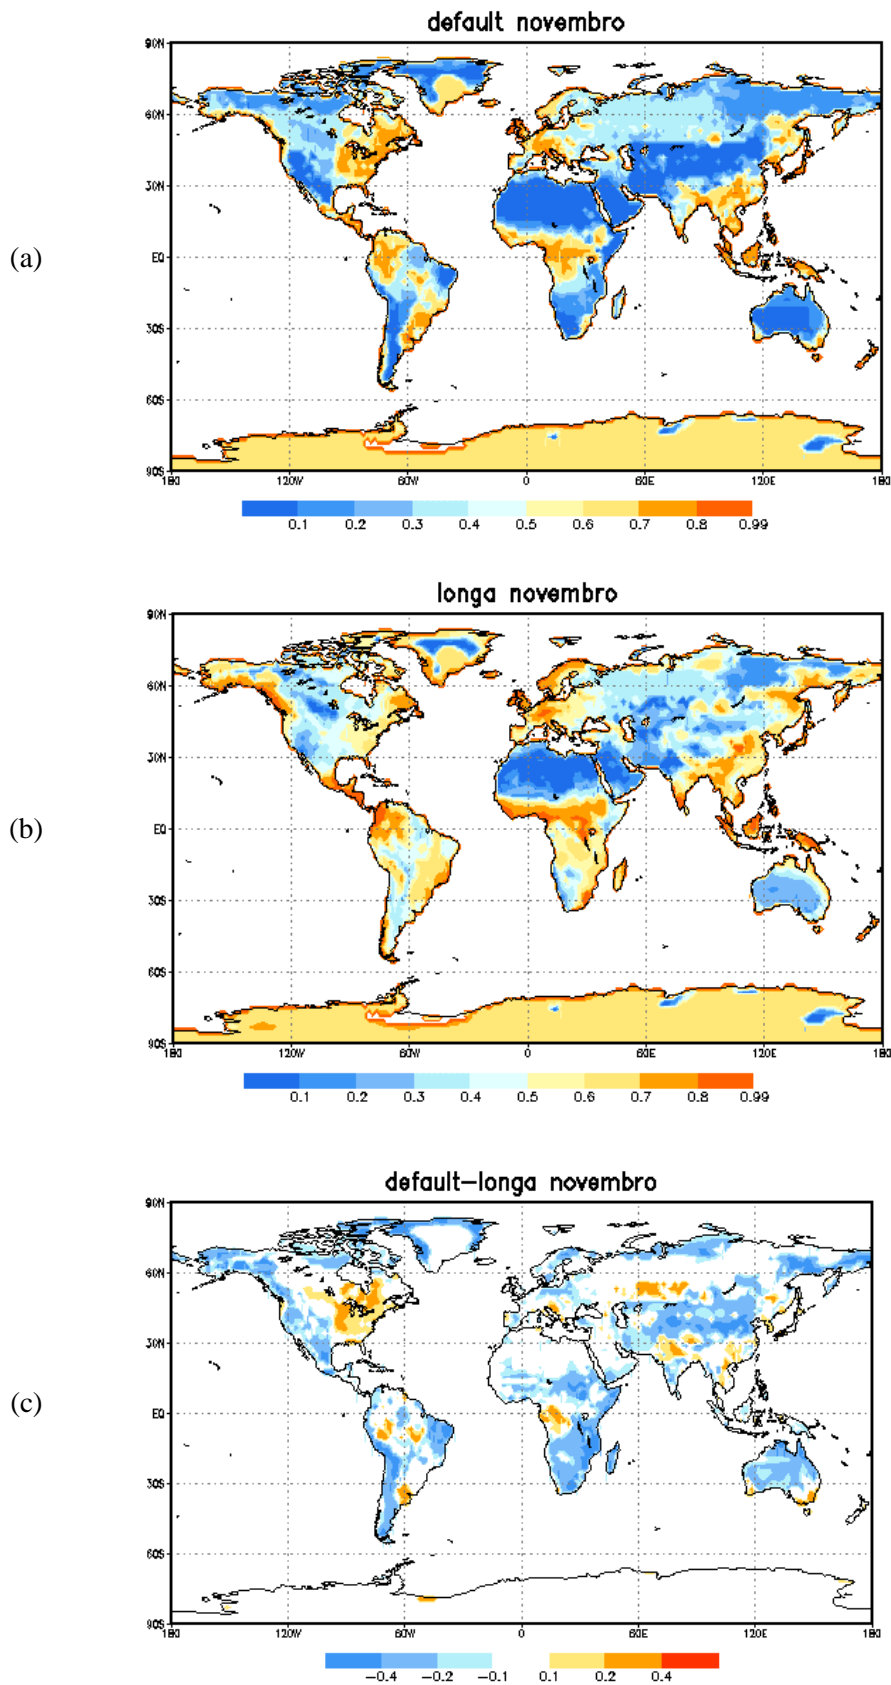 default novembro
90N
60N
30N
EQ
30S
60S
90S
180 120W 60W 0 60E 120E 180
0.1 0.2 0.3 0.4 0.5 0.6 0.7 0.8 0.99
(a)
longa novembro
90N
60N
30N
EQ
30S
60S
90S
180 120W 60W 0 60E 120E 180
0.1 0.2 0.3 0.4 0.5 0.6 0.7 0.8 0.99
(b)
default-longa novembro
90N
60N
30N
EQ
30S
60S
90S
180 120W 60W 0 60E 120E 180
-0.4 -0.2 -0.1 0.1 0.2 0.4
(c)